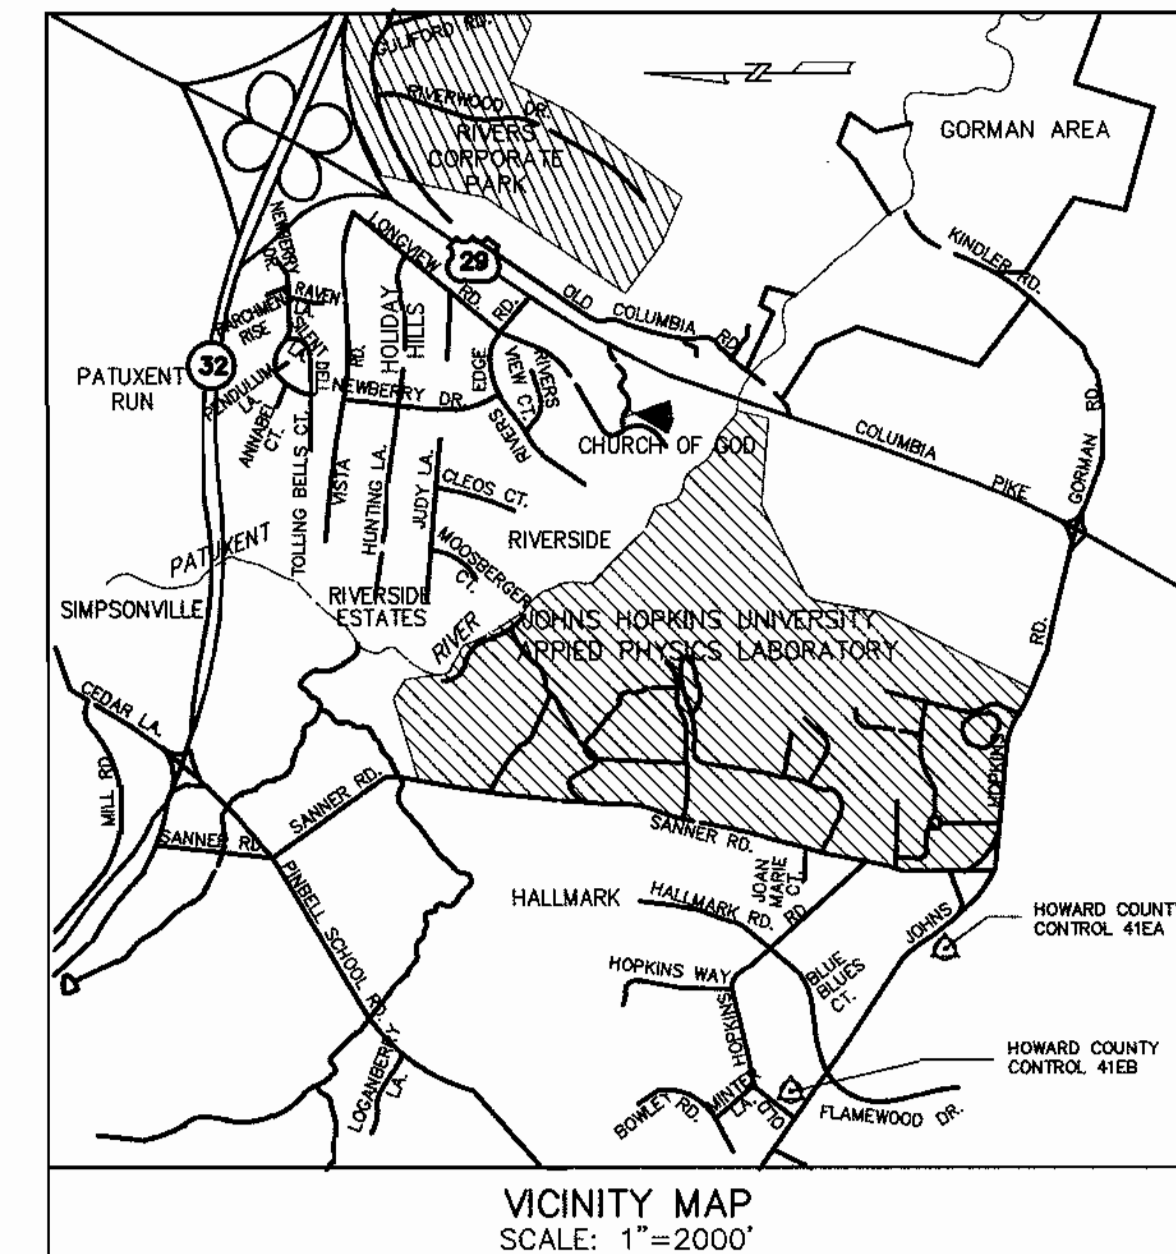 GUILFORD RD.
RIVERWOOD DR.
RIVERS
CORPORATE
PARK
N
GORMAN AREA
KINDLER RD.
NEWBERRY
DR.
LONGVIEW
RD.
29
RD.
OLD COLUMBIA
RD.
PARCHMENT
RISE
RAVEN
LA.
SILENT
LA.
BELL
RD.
HOLIDAY
HILLS
32
PATUXENT
RUN
PENDULUM
LA.
ANNABEL
CT.
NEWBERRY DR.
EDGE
RIVERS
VIEW CT.
RIVERS
CHURCH OF GOD
COLUMBIA
PIKE
GORMAN RD.
TOLLING BELLS CT.
VISTA
HUNTING LA.
JUDY LA.
CLEOS CT.
MOOSBERGER
CT.
RIVERSIDE
PATUXENT
SIMPSONVILLE
RIVERSIDE
ESTATES
RIVER
JOHNS HOPKINS UNIVERSITY
APPIED PHYSICS LABORATORY
RD.
CEDAR LA.
MILL RD.
SANNER RD.
SANNER RD.
HOPKINS
SANNER RD.
JOAN
MARIE
CT.
PINBELL SCHOOL RD.
HALLMARK
HALLMARK RD.
RD.
JOHNS
HOWARD COUNTY
CONTROL 41EA
HOPKINS WAY
BLUE
BLUES
CT.
HOPKINS
LOGANBERRY
LA.
BOWLEY RD.
MINTER
LA.
OLD
FLAMEWOOD DR.
HOWARD COUNTY
CONTROL 41EB
VICINITY MAP
SCALE: 1"=2000'